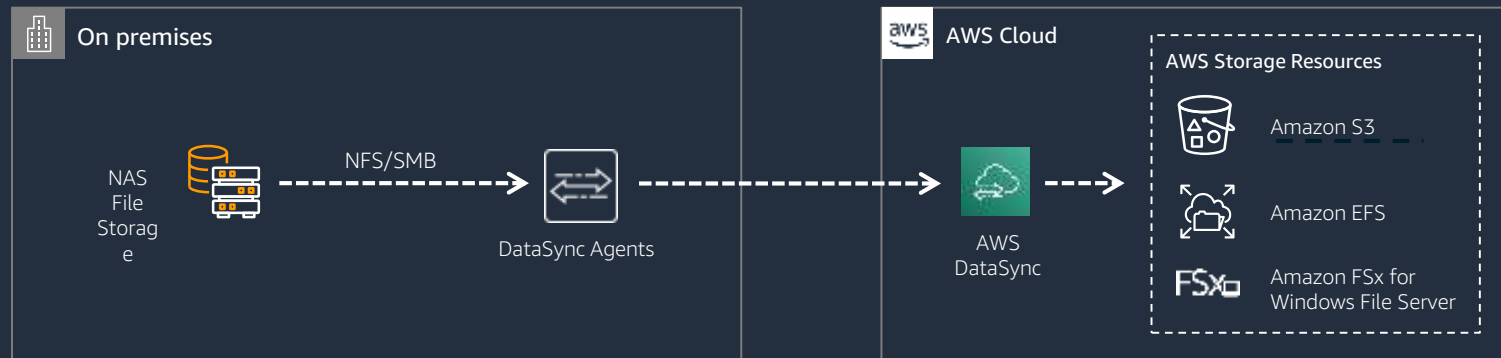 On premises
NAS
File
Storag
e
NFS/SMB
DataSync Agents
aws
AWS Cloud
AWS
DataSync
AWS Storage Resources
Amazon S3
Amazon EFS
FSx
Amazon FSx for
Windows File Server